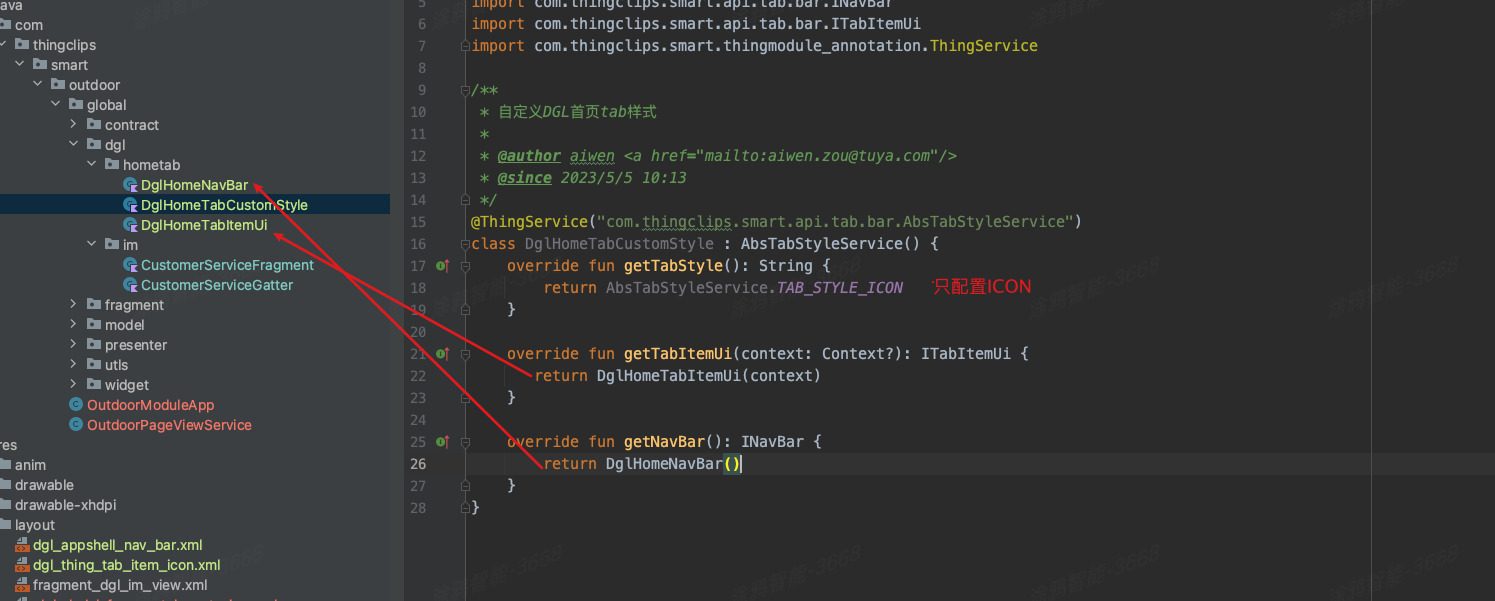 ava
com
thingclips
smart
outdoor
global
contract
dgl
hometab
DglHomeNavBar
DglHomeTabCustomStyle
DglHomeTabItemUi
im
CustomerServiceFragment
CustomerServiceGatter
fragment
model
presenter
utls
widget
OutdoorModuleApp
OutdoorPageViewService
res
anim
drawable
drawable-xhdpi
layout
dgl_appshell_nav_bar.xml
dgl_thing_tab_item_icon.xml
fragment_dgl_im_view.xml
5 import com.thingclips.smart.api.tab.bar.INavBar
6 import com.thingclips.smart.api.tab.bar.ITabItemUi
7 import com.thingclips.smart.thingmodule_annotation.ThingService
8
9 /**
10 * 自定义DGL首页tab样式
11 *
12 * @author aiwen <a href="mailto:aiwen.zou@tuya.com"/>
13 * @since 2023/5/5 10:13
14 */
15 @ThingService("com.thingclips.smart.api.tab.bar.AbsTabStyleService")
16 class DglHomeTabCustomStyle : AbsTabStyleService() {
17 override fun getTabStyle(): String {
18 return AbsTabStyleService.TAB_STYLE_ICON 只配置ICON
19 }
20
21 override fun getTabItemUi(context: Context?): ITabItemUi {
22 return DglHomeTabItemUi(context)
23 }
24
25 override fun getNavBar(): INavBar {
26 return DglHomeNavBar()
27 }
28 }